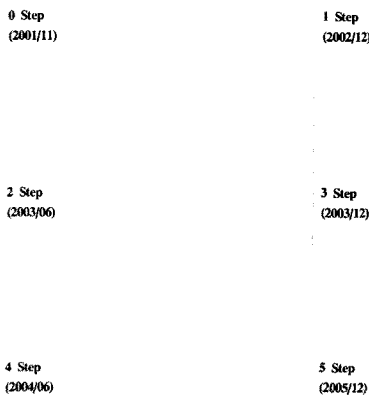 0 Step
(2001/11)
1 Step
(2002/12)
2 Step
(2003/06)
3 Step
(2003/12)
4 Step
(2004/06)
5 Step
(2005/12)